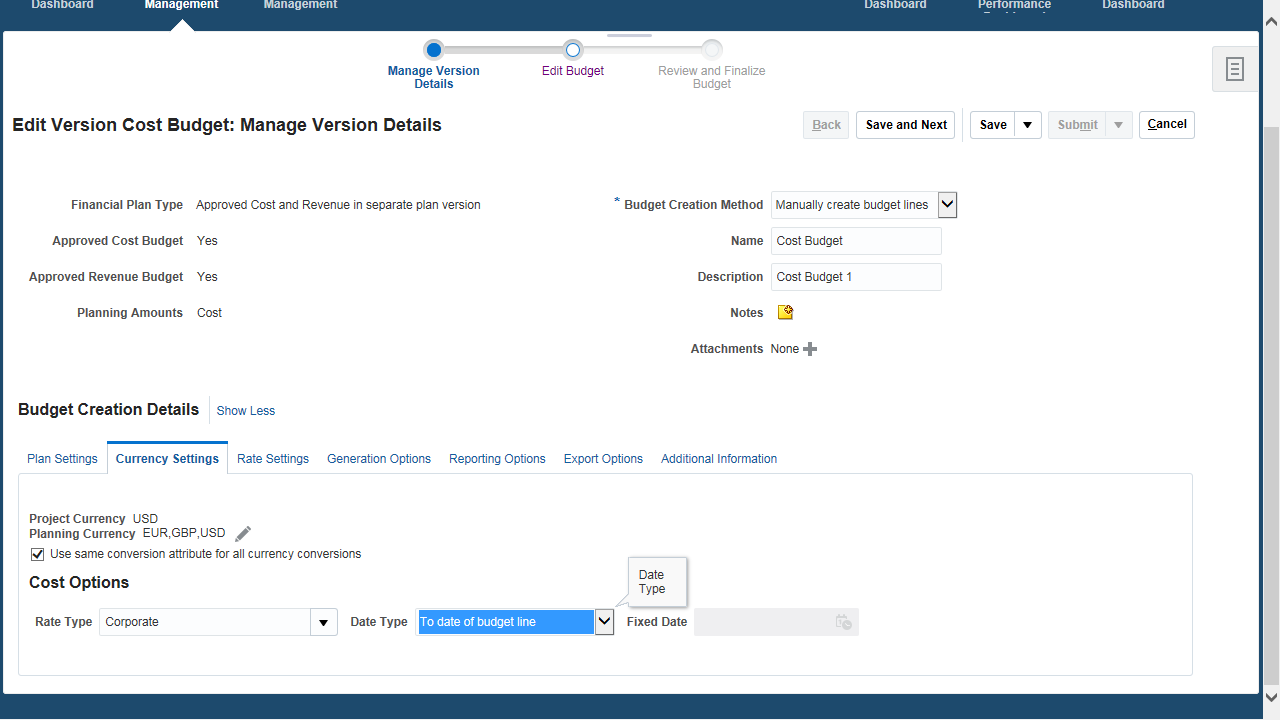 Dashboard Management Management Dashboard Performance Dashboard
Manage Version Details
Edit Budget
Review and Finalize Budget
Edit Version Cost Budget: Manage Version Details
Back Save and Next Save Submit Cancel
Financial Plan Type Approved Cost and Revenue in separate plan version
* Budget Creation Method Manually create budget lines
Approved Cost Budget Yes
Name Cost Budget
Approved Revenue Budget Yes
Description Cost Budget 1
Planning Amounts Cost
Notes
Attachments None
Budget Creation Details Show Less
Plan Settings Currency Settings Rate Settings Generation Options Reporting Options Export Options Additional Information
Project Currency USD
Planning Currency EUR,GBP,USD
Use same conversion attribute for all currency conversions
Cost Options
Date
Type
Rate Type Corporate Date Type To date of budget line Fixed Date